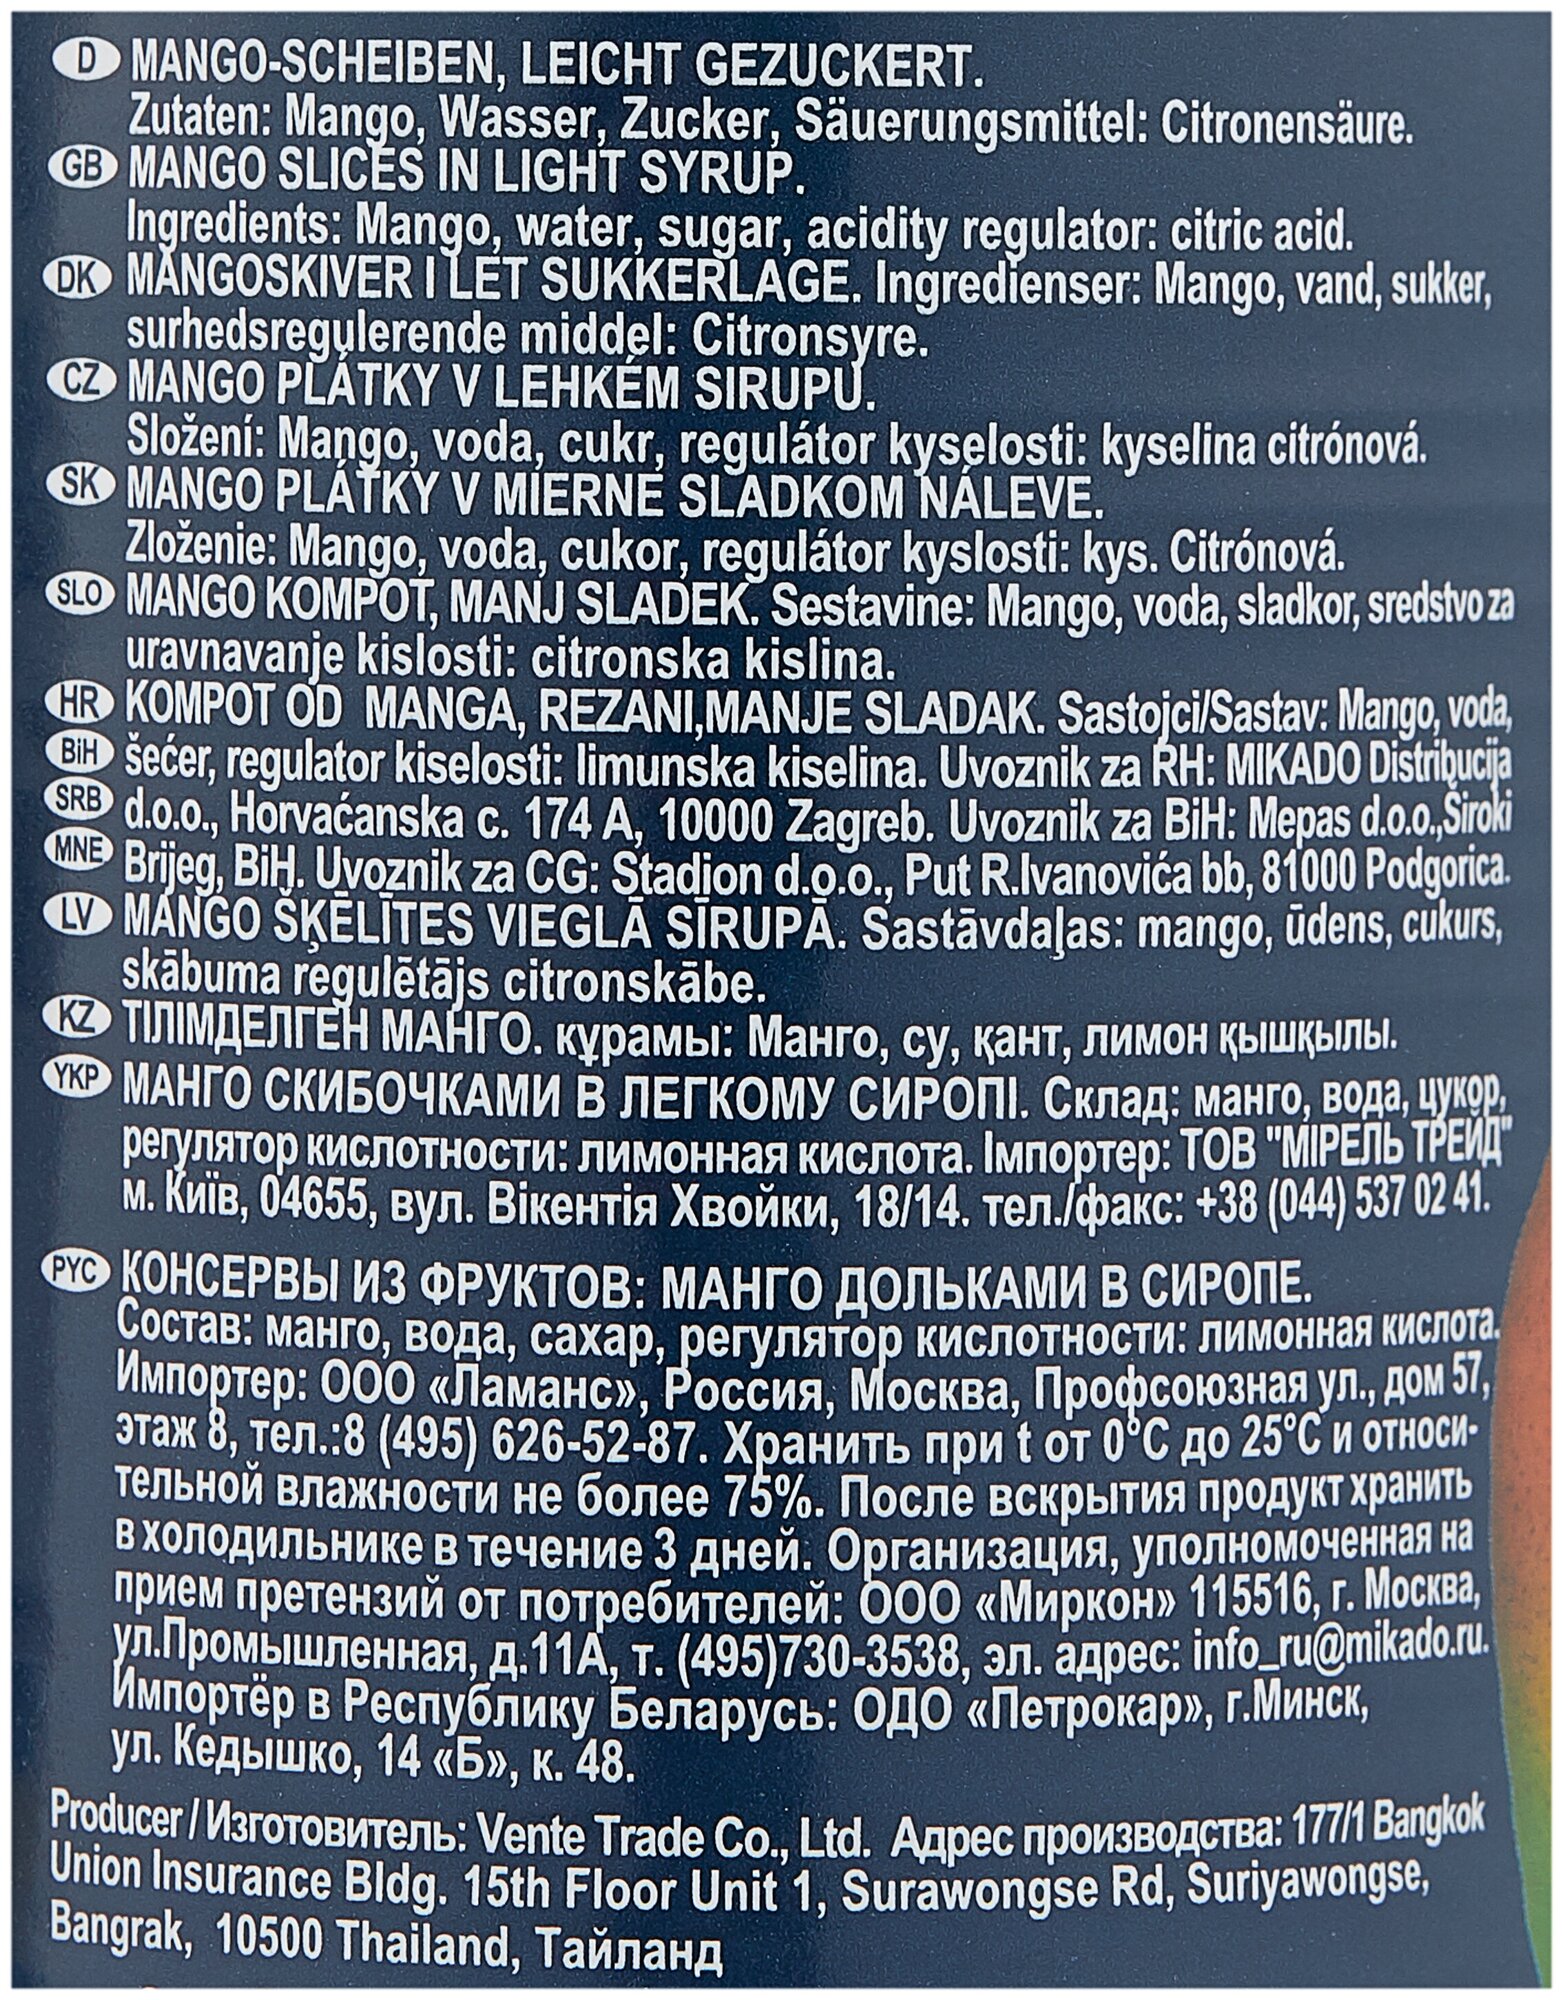 D MANGO-SCHEIBEN, LEICHT GEZUCKERT.
Zutaten: Mango, Wasser, Zucker, Säuerungsmittel: Citronensäure.
GB MANGO SLICES IN LIGHT SYRUP.
Ingredients: Mango, water, sugar, acidity regulator: citric acid.
DK MANGOSKIVER I LET SUKKERLAGE. Ingredienser: Mango, vand, sukker,
surhedsregulerende middel: Citronsyre.
CZ MANGO PLÁTKY V LEHKÉM SIRUPU.
Složení: Mango, voda, cukr, regulátor kyselosti: kyselina citrónová.
SK MANGO PLÁTKY V MIERNE SLADKOM NÁLEVE.
Zloženie: Mango, voda, cukor, regulátor kyslosti: kys. Citrónová.
SLO MANGO KOMPOT, MANJ SLADEK. Sestavine: Mango, voda, sladkor, sredstvo za
uravnavanje kislosti: citronska kislina.
HR KOMPOT OD MANGA, REZANI,MANJE SLADAK. Sastojci/Sastav: Mango, voda,
BiH šećer, regulator kiselosti: limunska kiselina. Uvoznik za RH: MIKADO Distribucija
SRB d.o.o., Horvaćanska c. 174 A, 10000 Zagreb. Uvoznik za BiH: Mepas d.o.o.,Široki
MNE Brijeg, BiH. Uvoznik za CG: Stadion d.o.o., Put R.Ivanovića bb, 81000 Podgorica.
LV MANGO ŠĶĒLĪTES VIEGLĀ SĪRUPĀ. Sastāvdaļas: mango, ūdens, cukurs,
skābuma regulētājs citronskābe.
KZ ТІЛІМДЕЛГЕН МАНГО. құрамы: Манго, су, қант, лимон қышқылы.
УКР МАНГО СКИБОЧКАМИ В ЛЕГКОМУ СИРОПІ. Склад: манго, вода, цукор,
регулятор кислотности: лимонная кислота. Імпортер: ТОВ "МІРЕЛЬ ТРЕЙД"
м. Київ, 04655, вул. Вікентія Хвойки, 18/14. тел./факс: +38 (044) 537 02 41.
РУС КОНСЕРВЫ ИЗ ФРУКТОВ: МАНГО ДОЛЬКАМИ В СИРОПЕ.
Состав: манго, вода, сахар, регулятор кислотности: лимонная кислота.
Импортер: ООО «Ламанс», Россия, Москва, Профсоюзная ул., дом 57,
этаж 8, тел.:8 (495) 626-52-87. Хранить при t от 0°С до 25°С и относи-
тельной влажности не более 75%. После вскрытия продукт хранить
в холодильнике в течение 3 дней. Организация, уполномоченная на
прием претензий от потребителей: ООО «Миркон» 115516, г. Москва,
ул.Промышленная, д.11А, т. (495)730-3538, эл. адрес: info_ru@mikado.ru.
Импортёр в Республику Беларусь: ОДО «Петрокар», г.Минск,
ул. Кедышко, 14 «Б», к. 48.
Producer / Изготовитель: Vente Trade Co., Ltd. Адрес производства: 177/1 Bangkok
Union Insurance Bldg. 15th Floor Unit 1, Surawongse Rd, Suriyawongse,
Bangrak, 10500 Thailand, Тайланд